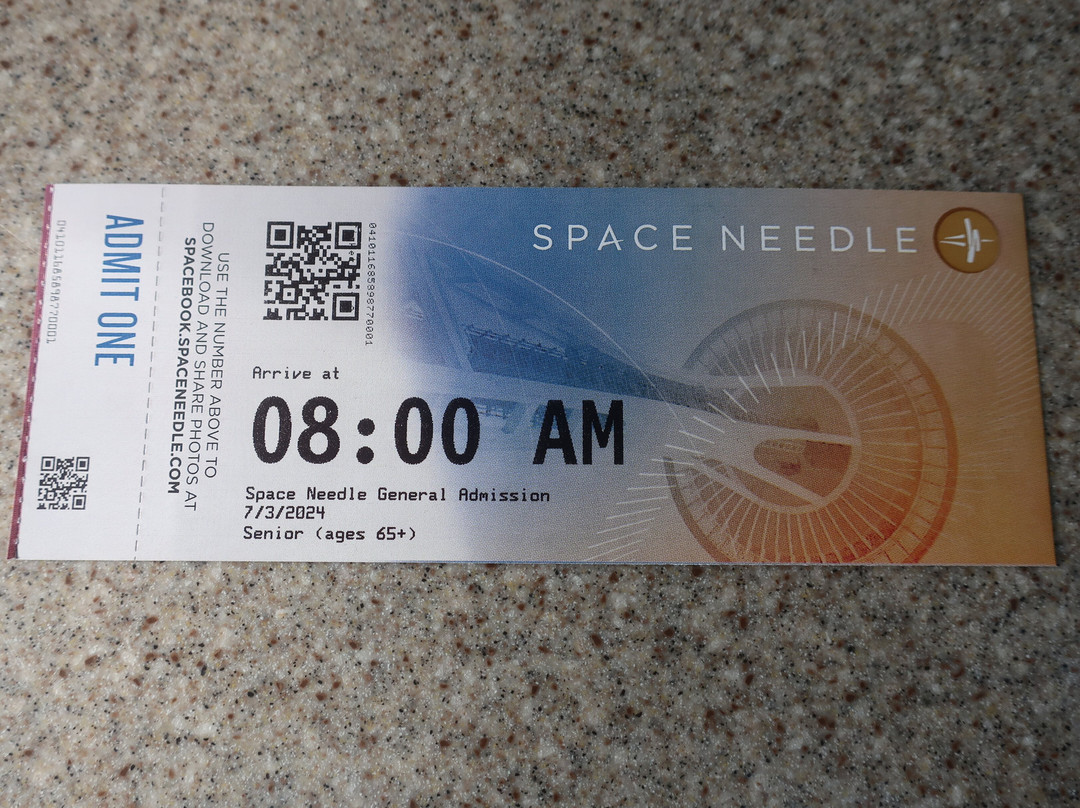 0410116858987700001
ADMIT ONE
USE THE NUMBER ABOVE TO
DOWNLOAD AND SHARE PHOTOS AT
SPACEBOOK.SPACENEEDLE.COM
SPACE NEEDLE
Arrive at
08:00 AM
Space Needle General Admission
7/3/2024
Senior (ages 65+)